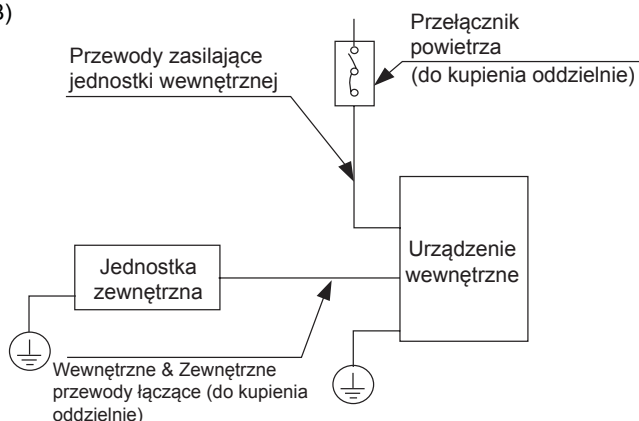 3)
Przełącznik
powietrza
(do kupienia oddzielnie)
Przewody zasilające
jednostki wewnętrznej
Urządzenie
wewnętrzne
Jednostka
zewnętrzna
Wewnętrzne & Zewnętrzne
przewody łączące (do kupienia
oddzielnie)